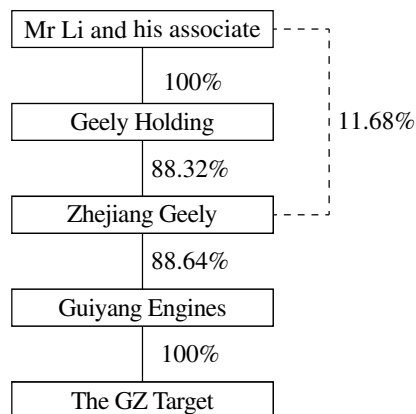 Mr Li and his associate
100%
Geely Holding
11.68%
88.32%
Zhejiang Geely
88.64%
Guiyang Engines
100%
The GZ Target